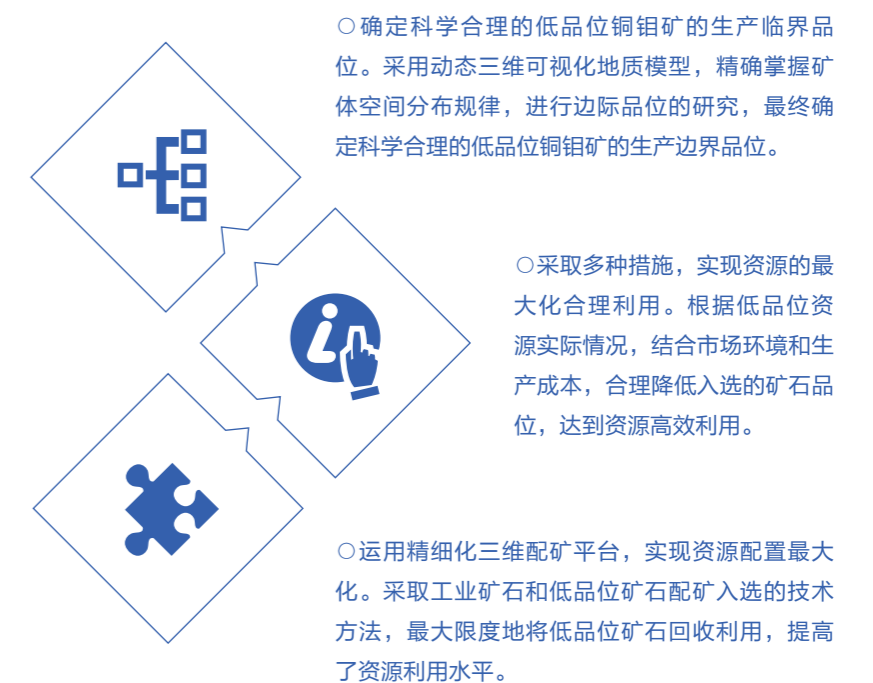 ○确定科学合理的低品位铜钼矿的生产临界品
位。采用动态三维可视化地质模型，精确掌握矿
体空间分布规律，进行边际品位的研究，最终确
定科学合理的低品位铜钼矿的生产边界品位。
○采取多种措施，实现资源的最
大化合理利用。根据低品位资
源实际情况，结合市场环境和生
产成本，合理降低入选的矿石品
位，达到资源高效利用。
○运用精细化三维配矿平台，实现资源配置最大
化。采取工业矿石和低品位矿石配矿入选的技术
方法，最大限度地将低品位矿石回收利用，提高
了资源利用水平。